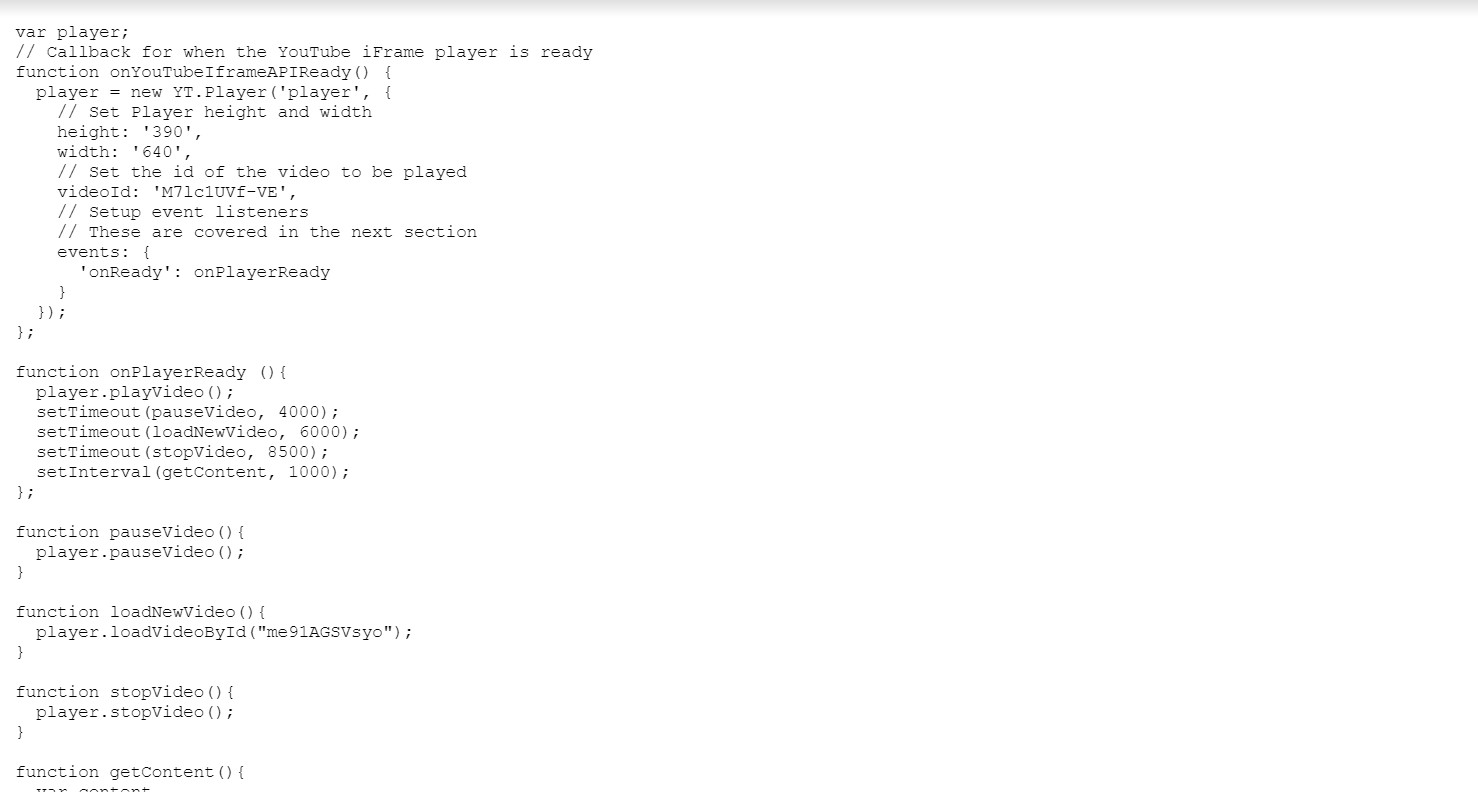 var player;
// Callback for when the YouTube iFrame player is ready
function onYouTubeIframeAPIReady() {
  player = new YT.Player('player', {
    // Set Player height and width
    height: '390',
    width: '640',
    // Set the id of the video to be played
    videoId: 'M7lc1UVf-VE',
    // Setup event listeners
    // These are covered in the next section
    events: {
      'onReady': onPlayerReady
    }
  });
};

function onPlayerReady (){
  player.playVideo();
  setTimeout(pauseVideo, 4000);
  setTimeout(loadNewVideo, 6000);
  setTimeout(stopVideo, 8500);
  setInterval(getContent, 1000);
};

function pauseVideo(){
  player.pauseVideo();
}

function loadNewVideo(){
  player.loadVideoById("me91AGSVsyo");
}

function stopVideo(){
  player.stopVideo();
}

function getContent(){
  var content